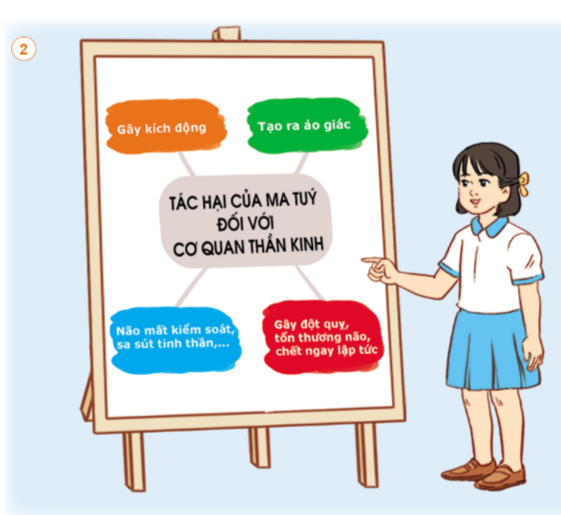 2
Gây kích động
Tạo ra ảo giác
TÁC HẠI CỦA MA TUÝ
ĐỐI VỚI
CƠ QUAN THẦN KINH
Não mất kiểm soát,
sa sút tinh thần,...
Gây đột quỵ,
tổn thương não,
chết ngay lập tức